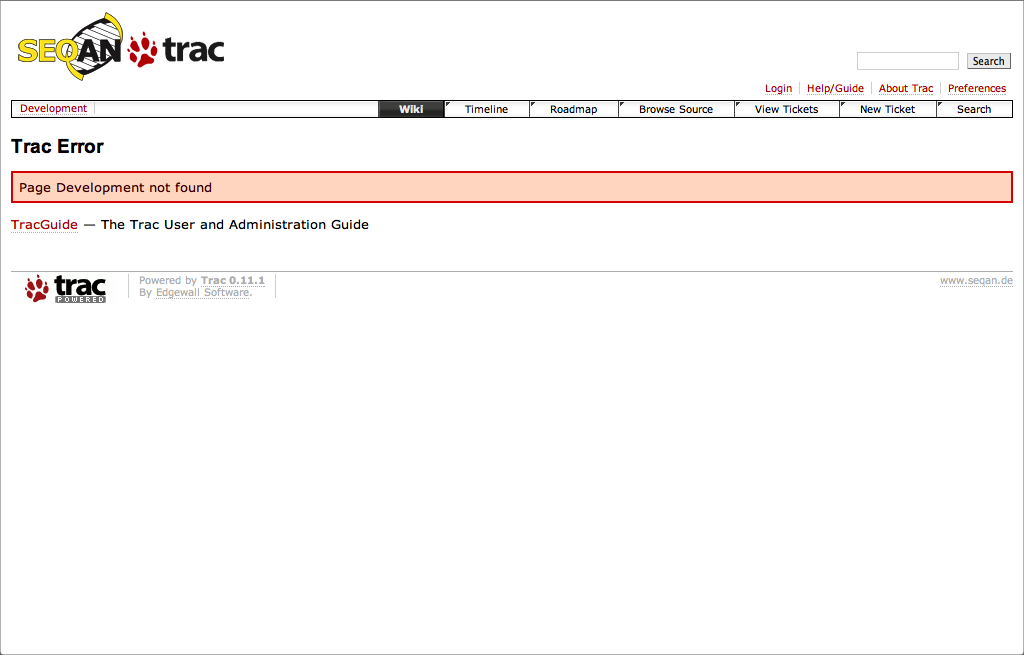 SEQAN trac
Search
Login Help/Guide About Trac Preferences
Development Wiki Timeline Roadmap Browse Source View Tickets New Ticket Search
Trac Error
Page Development not found
TracGuide — The Trac User and Administration Guide
trac POWERED
Powered by Trac 0.11.1
By Edgewall Software.
www.seqan.de